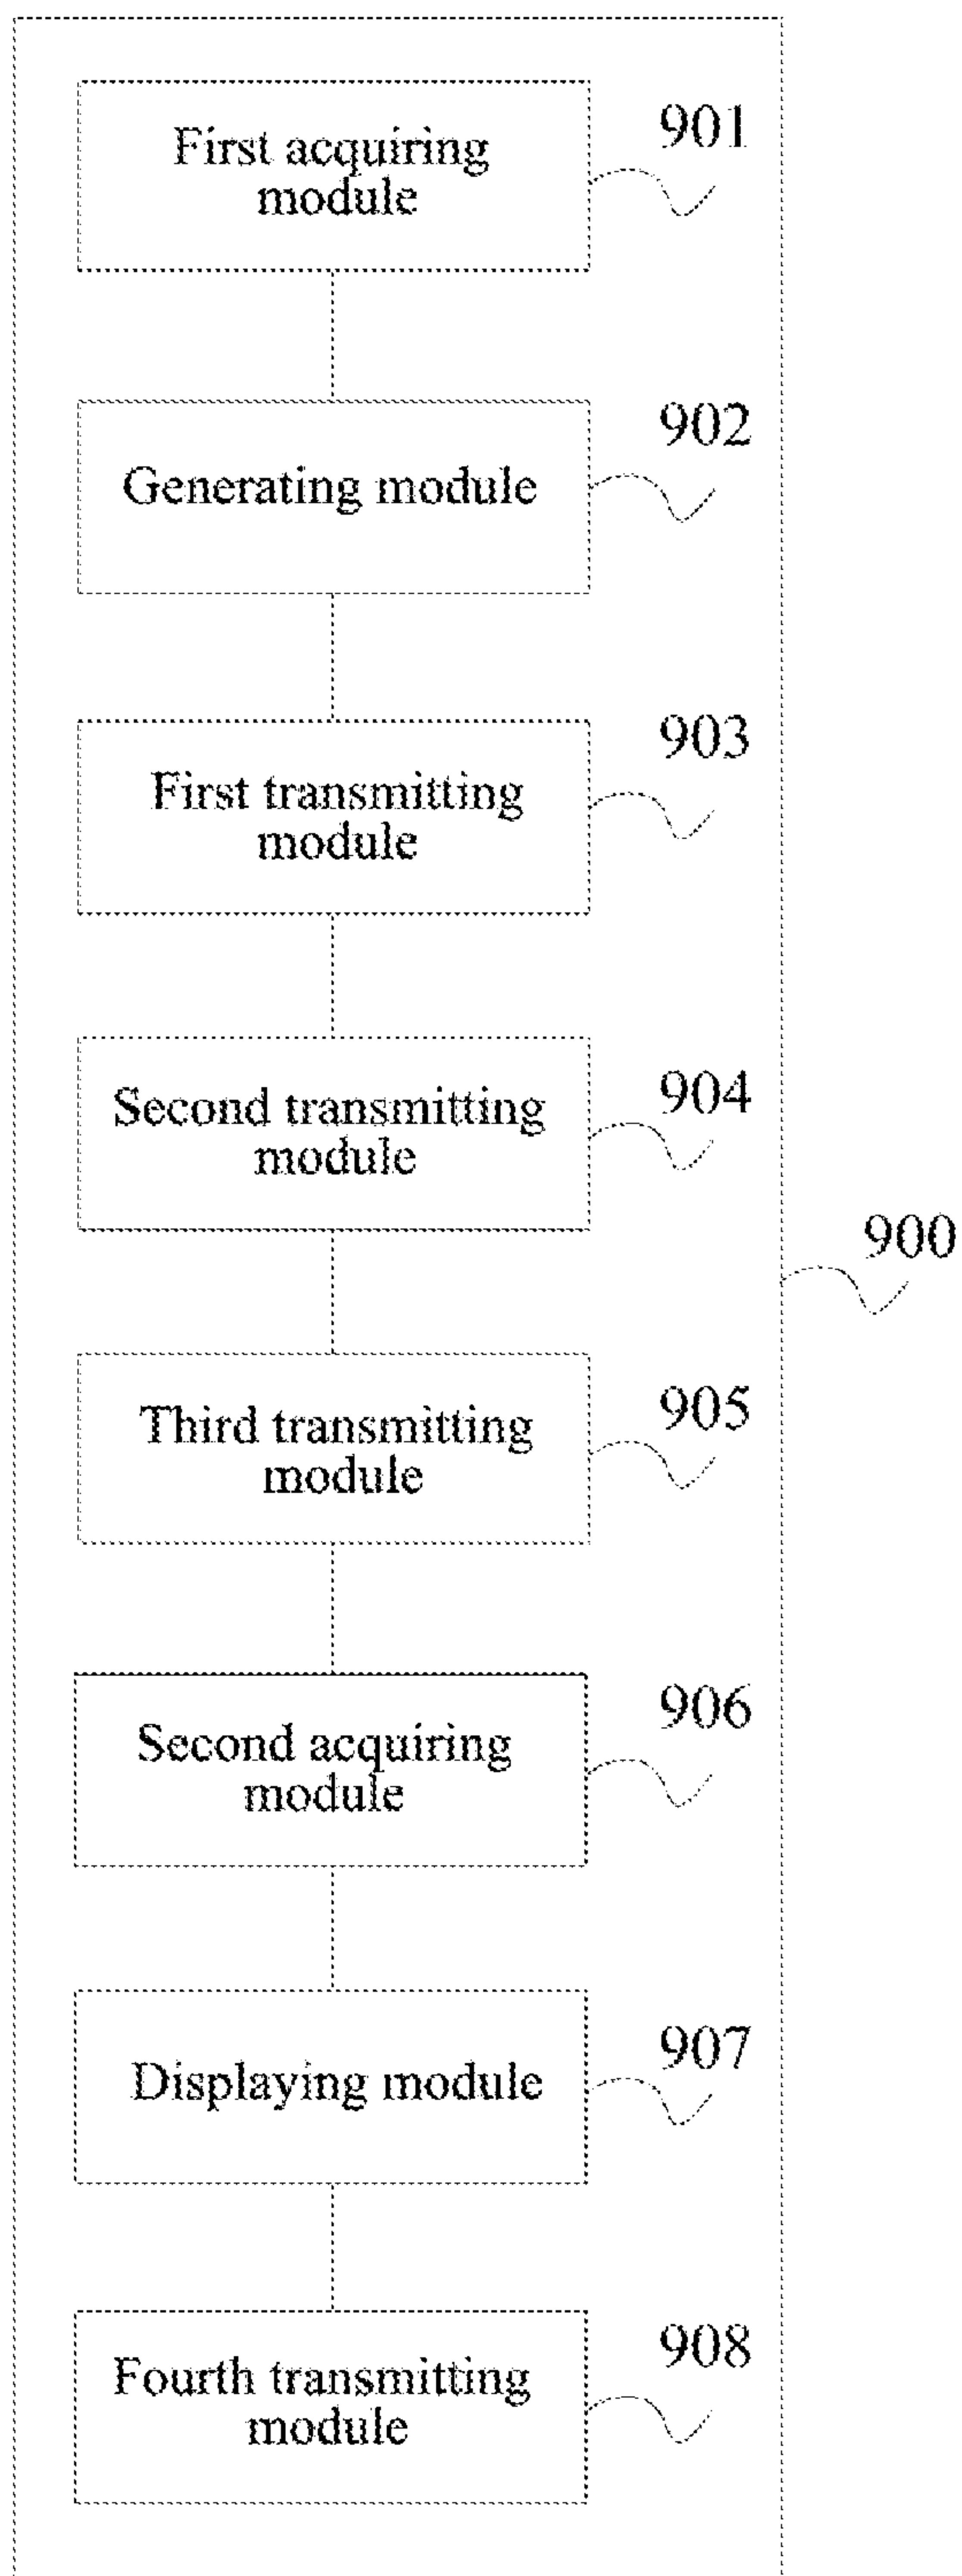 First acquiring
module
901
Generating module
902
First transmitting
module
903
Second transmitting
module
904
900
Third transmitting
module
905
Second acquiring
module
906
Displaying module
907
Fourth transmitting
module
908